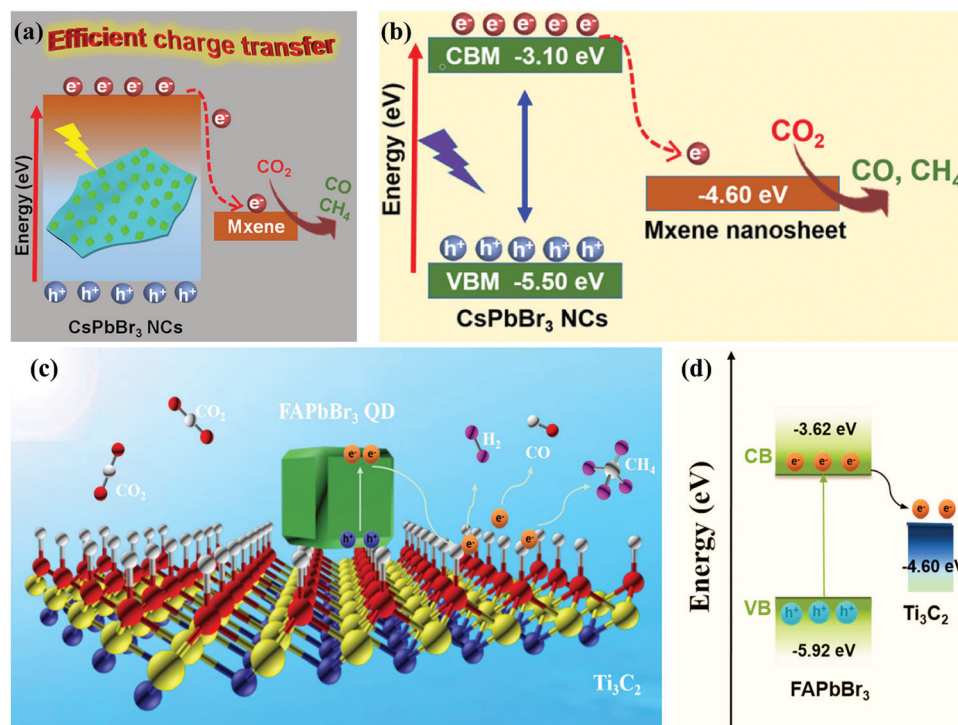 (a)
Efficient charge transfer
e⁻ e⁻ e⁻ e⁻
e⁻
Energy (eV)
CO₂
CO
CH₄
e⁻
Mxene
h⁺ h⁺ h⁺ h⁺ h⁺
CsPbBr₃ NCs
(b)
e⁻ e⁻ e⁻ e⁻ e⁻
CBM -3.10 eV
Energy (eV)
e⁻
CO₂
CO, CH₄
-4.60 eV
Mxene nanosheet
h⁺ h⁺ h⁺ h⁺ h⁺
VBM -5.50 eV
CsPbBr₃ NCs
(c)
CO₂
CO₂
FAPbBr₃ QD
H₂
CO
CH₄
e⁻ e⁻
e⁻
e⁻ e⁻
h⁺ h⁺
Ti₃C₂
(d)
Energy (eV)
-3.62 eV
CB
e⁻ e⁻ e⁻
e⁻ e⁻
-4.60 eV
Ti₃C₂
VB
h⁺ h⁺ h⁺
-5.92 eV
FAPbBr₃